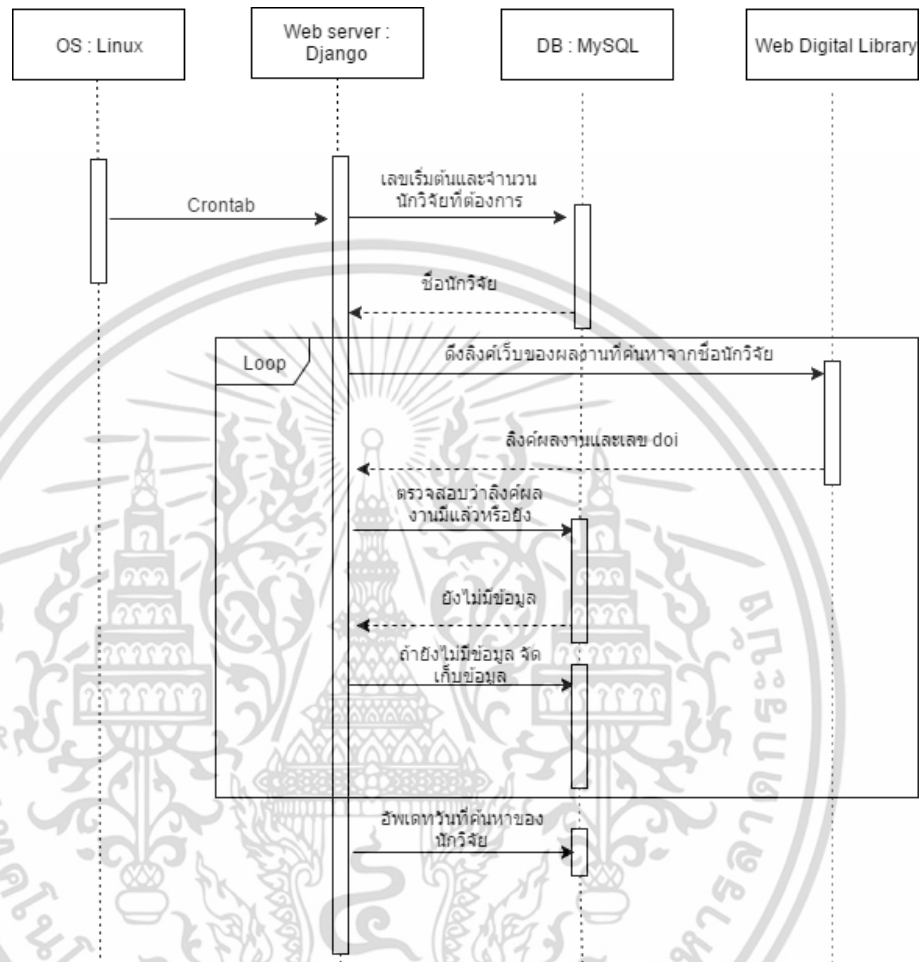 OS : Linux
Web server :
Django
DB : MySQL
Web Digital Library
Crontab
เลขเริ่มต้นและจำนวน
นักวิจัยที่ต้องการ
ชื่อนักวิจัย
Loop
ดึงลิงค์เว็บของผลงานที่ค้นหาจากชื่อนักวิจัย
ลิงค์ผลงานและเลข doi
ตรวจสอบว่าลิงค์ผล
งานมีแล้วหรือยัง
ยังไม่มีข้อมูล
ถ้ายังไม่มีข้อมูล จัด
เก็บข้อมูล
อัพเดทวันที่ค้นหาของ
นักวิจัย